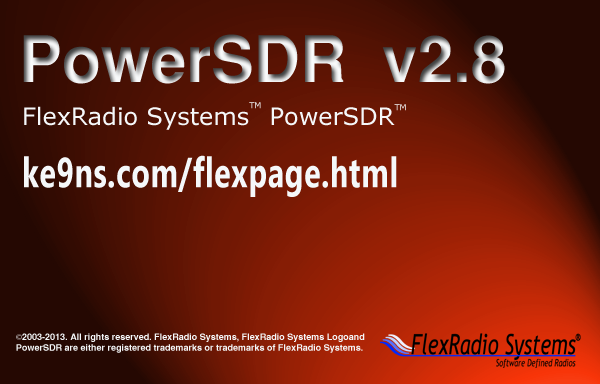 PowerSDR v2.8
FlexRadio Systems™ PowerSDR™
ke9ns.com/flexpage.html
©2003-2013. All rights reserved. FlexRadio Systems, FlexRadio Systems Logoand
PowerSDR are either registered trademarks or trademarks of FlexRadio Systems.
FlexRadio Systems®
Software Defined Radios